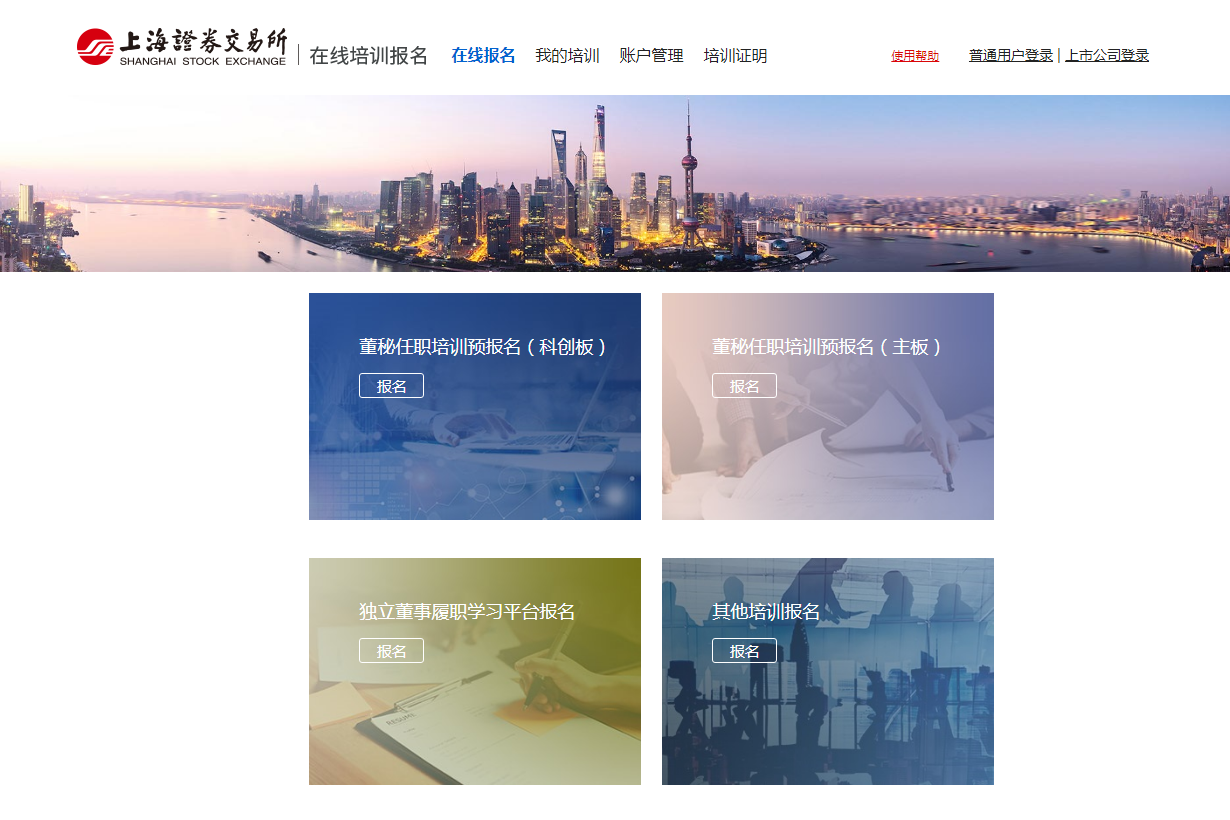 上海證券交易所
SHANGHAI STOCK EXCHANGE
在线培训报名
在线报名 我的培训 账户管理 培训证明
使用帮助 普通用户登录 | 上市公司登录
董秘任职培训预报名（科创板）
报名
董秘任职培训预报名（主板）
报名
独立董事履职学习平台报名
报名
RESUME
其他培训报名
报名